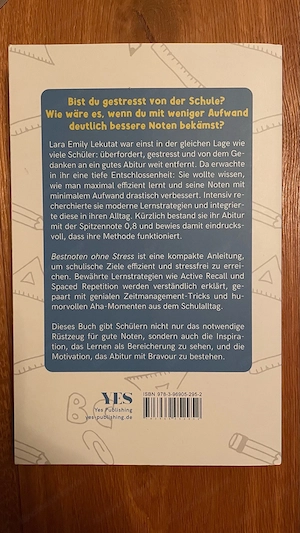 Bist du gestresst von der Schule?
Wie wäre es, wenn du mit weniger Aufwand
deutlich bessere Noten bekämst?
Lara Emily Lekutat war einst in der gleichen Lage wie
viele Schüler: überfordert, gestresst und von dem Ge-
danken an ein gutes Abitur weit entfernt. Da erwachte
in ihr eine tiefe Entschlossenheit: Sie wollte wissen,
wie man maximal effizient lernt und seine Noten mit
minimalem Aufwand drastisch verbessert. Intensiv re-
cherchierte sie moderne Lernstrategien und integrier-
te diese in ihren Alltag. Kürzlich bestand sie ihr Abitur
mit der Spitzennote 0,8 und bewies damit eindrucks-
voll, dass ihre Methode funktioniert.
Bestnoten ohne Stress ist eine kompakte Anleitung,
um schulische Ziele effizient und stressfrei zu errei-
chen. Bewährte Lernstrategien wie Active Recall und
Spaced Repetition werden verständlich erklärt, ge-
paart mit genialen Zeitmanagement-Tricks und hu-
morvollen Aha-Momenten aus dem Schulalltag.
Dieses Buch gibt Schülern nicht nur das notwendige
Rüstzeug für gute Noten, sondern auch die Inspira-
tion, das Lernen als Bereicherung zu sehen, und die
Motivation, das Abitur mit Bravour zu bestehen.
YES
Yes Publishing
yes-publishing.de
ISBN: 978-3-96905-295-2